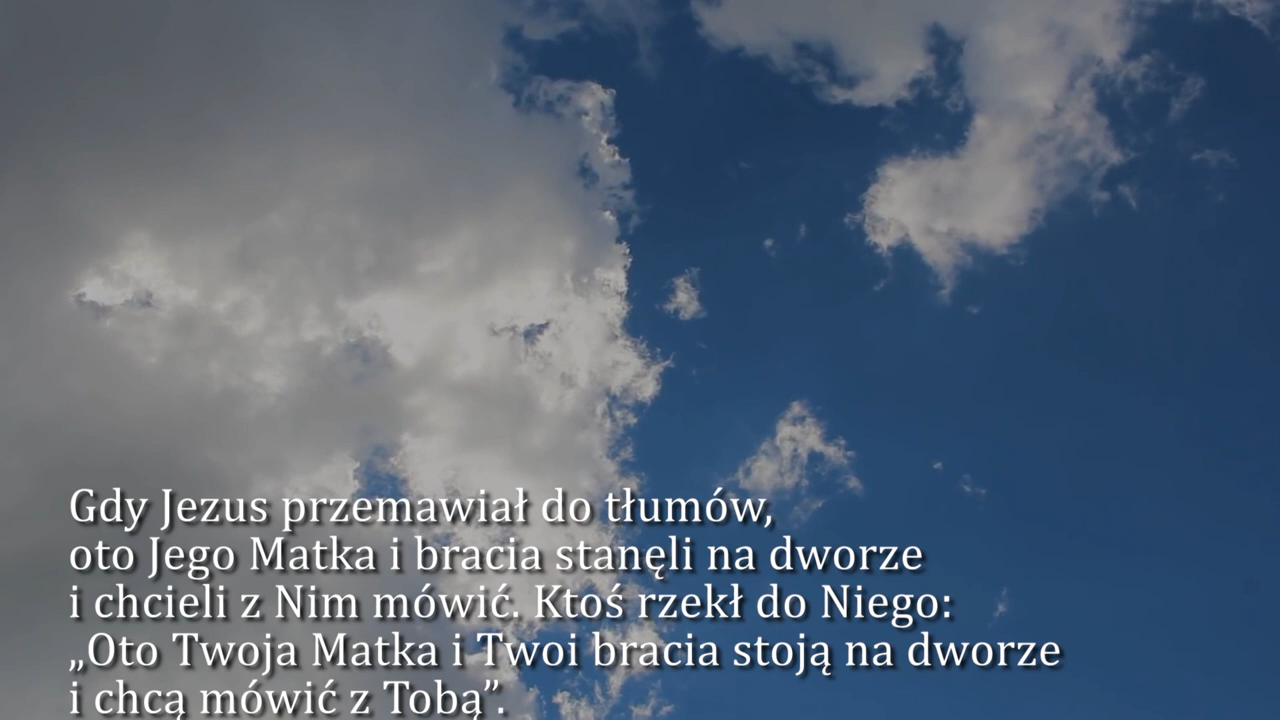 Gdy Jezus przemawiał do tłumów,
oto Jego Matka i bracia stanęli na dworze
i chcieli z Nim mówić. Ktoś rzekł do Niego:
„Oto Twoja Matka i Twoi bracia stoją na dworze
i chcą mówić z Tobą”.